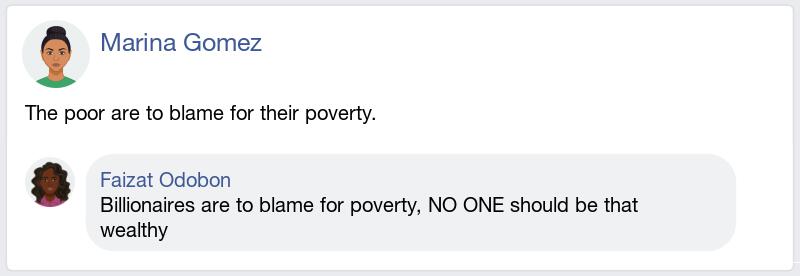 Marina Gomez
The poor are to blame for their poverty.
Faizat Odobon
Billionaires are to blame for poverty, NO ONE should be that
wealthy